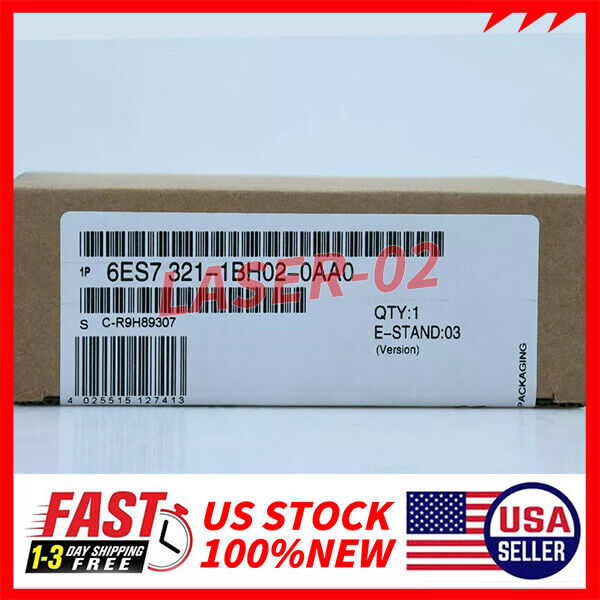 1P 6ES7 321-1BH02-0AA0
LASER-02
S C-R9H89307
QTY:1
E-STAND:03
(Version)
PACKAGING
4 025515 127413
FAST
1-3 DAY SHIPPING FREE
US STOCK
100%NEW
USA
SELLER